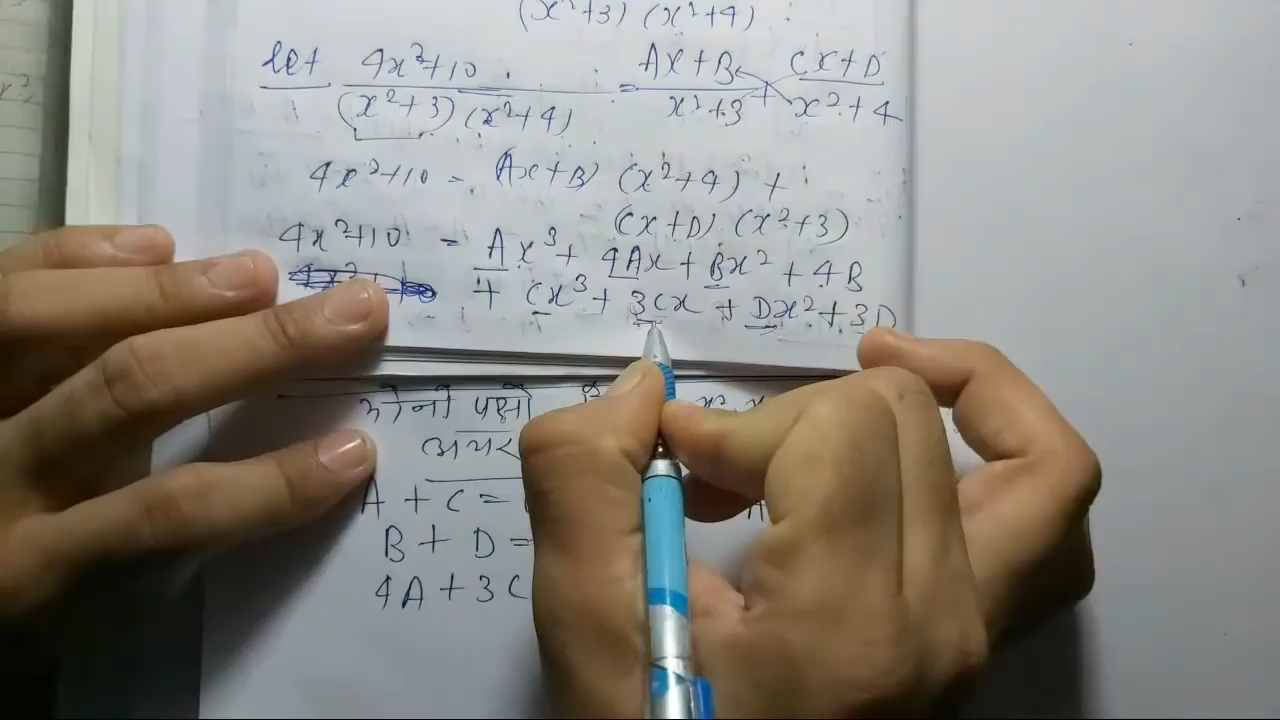 (x²+3) (x²+4)
let 4x²+10 / (x²+3) (x²+4) = Ax+B / x²+3 + Cx+D / x²+4
4x²+10 = (Ax+B) (x²+4) +
(Cx+D) (x²+3)
4x²+10 = Ax³+ 4Ax + Bx² + 4B
+ Cx³ + 3Cx + Dx² + 3D
दोनों पक्षों
A + C =
B + D =
4A + 3C